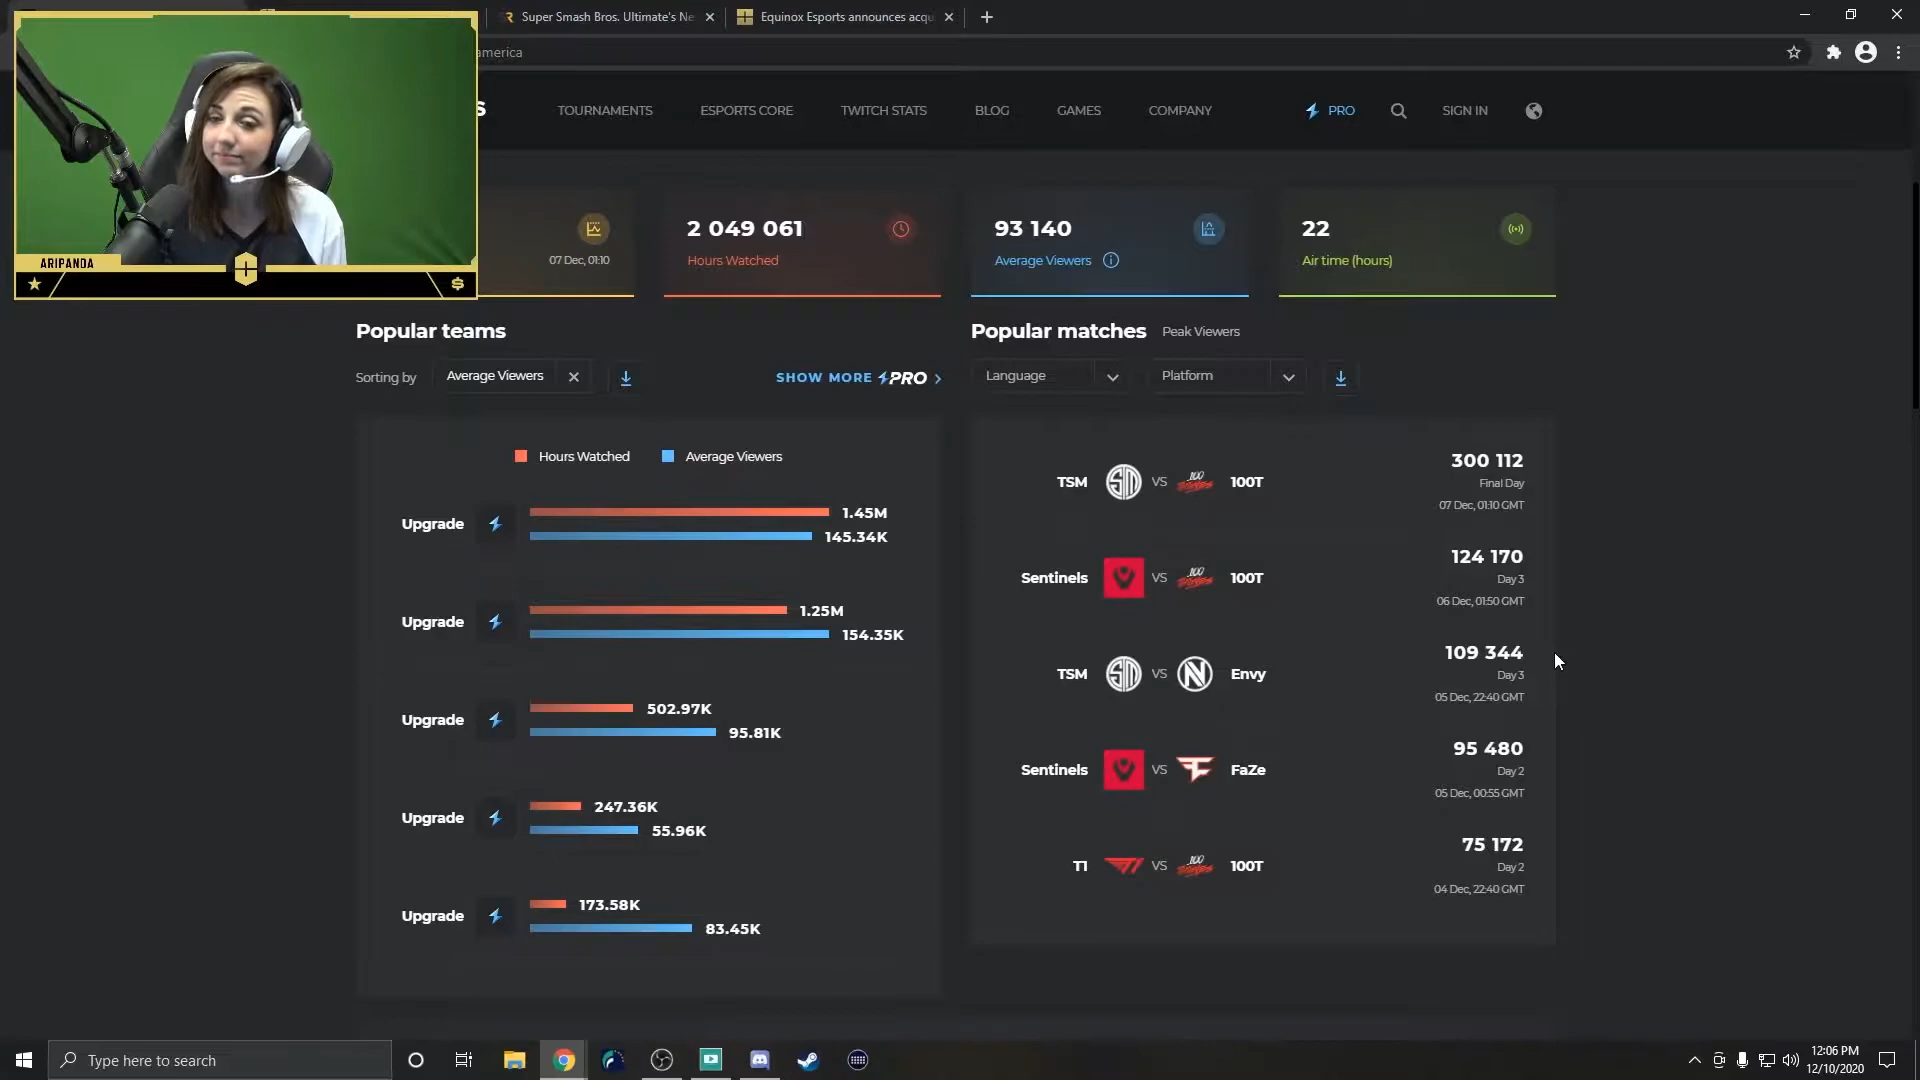 Super Smash Bros. Ultimate's Ne
Equinox Esports announces acqu
america
S
TOURNAMENTS
ESPORTS CORE
TWITCH STATS
BLOG
GAMES
COMPANY
PRO
SIGN IN
ARIPANDA
07 Dec, 01:10
2 049 061
Hours Watched
93 140
Average Viewers
22
Air time (hours)
Popular teams
Sorting by
Average Viewers
SHOW MORE PRO
Hours Watched
Average Viewers
Upgrade
1.45M
145.34K
Upgrade
1.25M
154.35K
Upgrade
502.97K
95.81K
Upgrade
247.36K
55.96K
Upgrade
173.58K
83.45K
Popular matches
Peak Viewers
Language
Platform
TSM VS 100T
300 112
Final Day
07 Dec, 01:10 GMT
Sentinels VS 100T
124 170
Day 3
06 Dec, 01:50 GMT
TSM VS Envy
109 344
Day 3
05 Dec, 22:40 GMT
Sentinels VS FaZe
95 480
Day 2
05 Dec, 00:55 GMT
T1 VS 100T
75 172
Day 2
04 Dec, 22:40 GMT
Type here to search
12:06 PM
12/10/2020